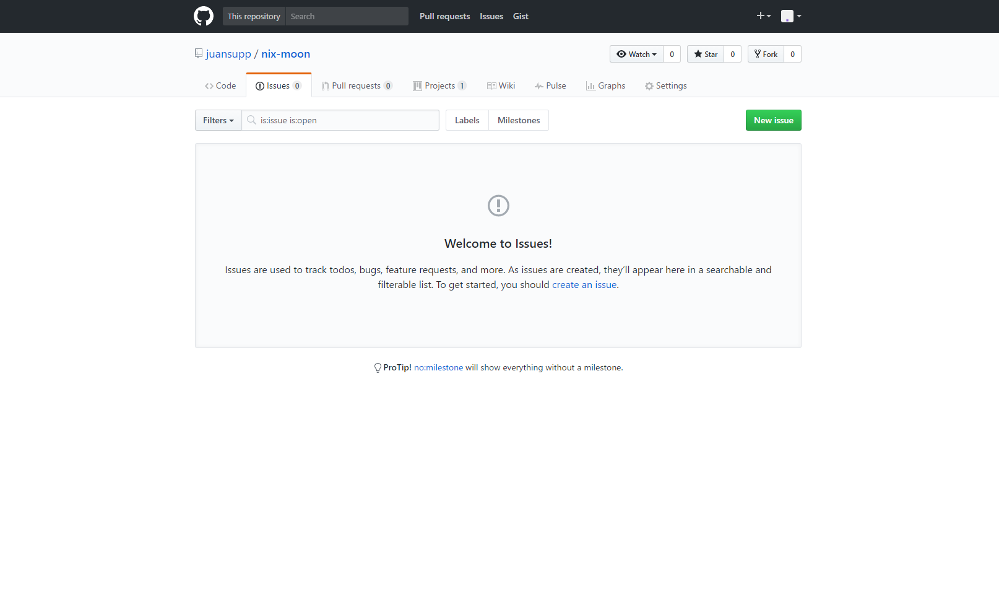 This repository Search Pull requests Issues Gist
juansupp / nix-moon Watch 0 Star 0 Fork 0
Code Issues 0 Pull requests 0 Projects 1 Wiki Pulse Graphs Settings
Filters is:issue is:open Labels Milestones New issue
Welcome to Issues!
Issues are used to track todos, bugs, feature requests, and more. As issues are created, they’ll appear here in a searchable and
filterable list. To get started, you should create an issue.
ProTip! no:milestone will show everything without a milestone.